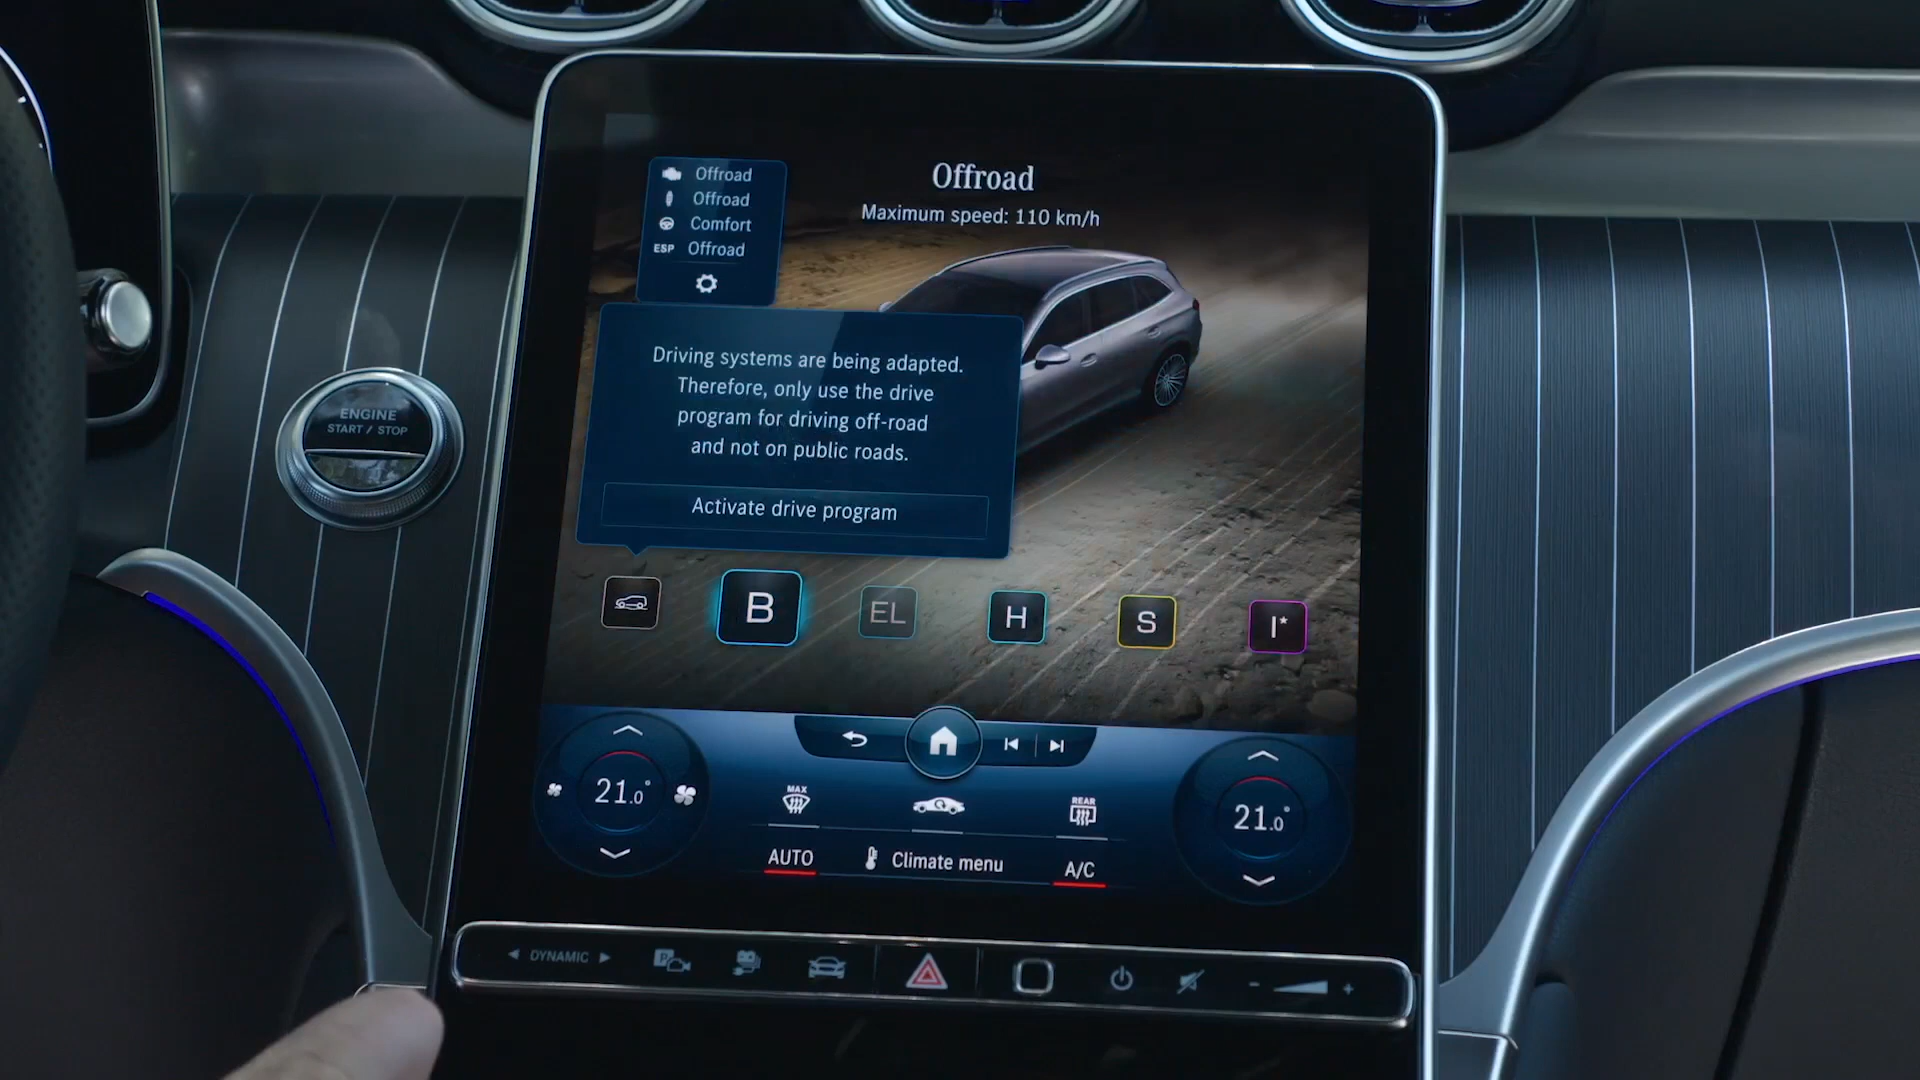 Offroad
Offroad
Comfort
ESP Offroad
Offroad
Maximum speed: 110 km/h
Driving systems are being adapted.
Therefore, only use the drive
program for driving off-road
and not on public roads.
Activate drive program
ENGINE
START / STOP
B EL H S I*
21.0°
MAX
REAR
21.0°
AUTO Climate menu A/C
DYNAMIC P - +